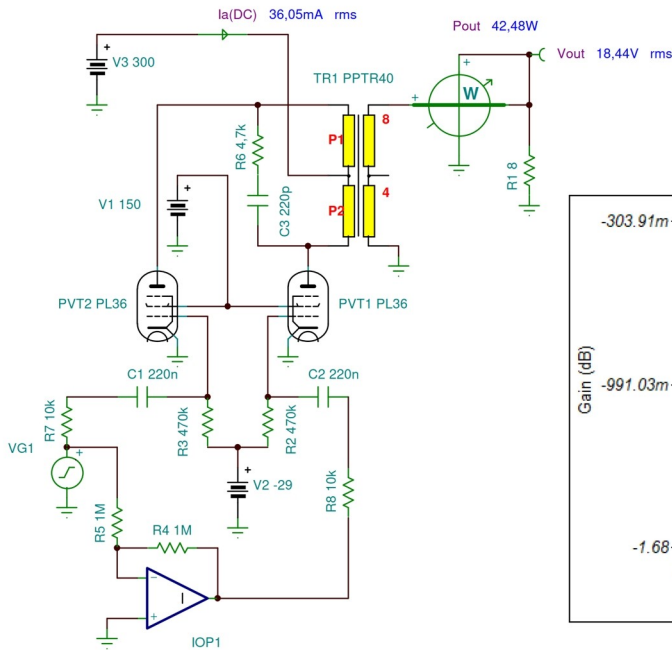 Ia(DC) 36,05mA rms
Pout 42,48W
V3 300
Vout 18,44V rms
TR1 PPTR40
+
+
+
W
8
P1
R6 4,7k
R1 8
V1 150
+
C3 220p
P2
4
-303.91m
PVT2 PL36
PVT1 PL36
C1 220n
C2 220n
Gain (dB)
-991.03m
R7 10k
R3 470k
R2 470k
VG1
+
+
V2 -29
R8 10k
R5 1M
R4 1M
-1.68
−
I
+
IOP1